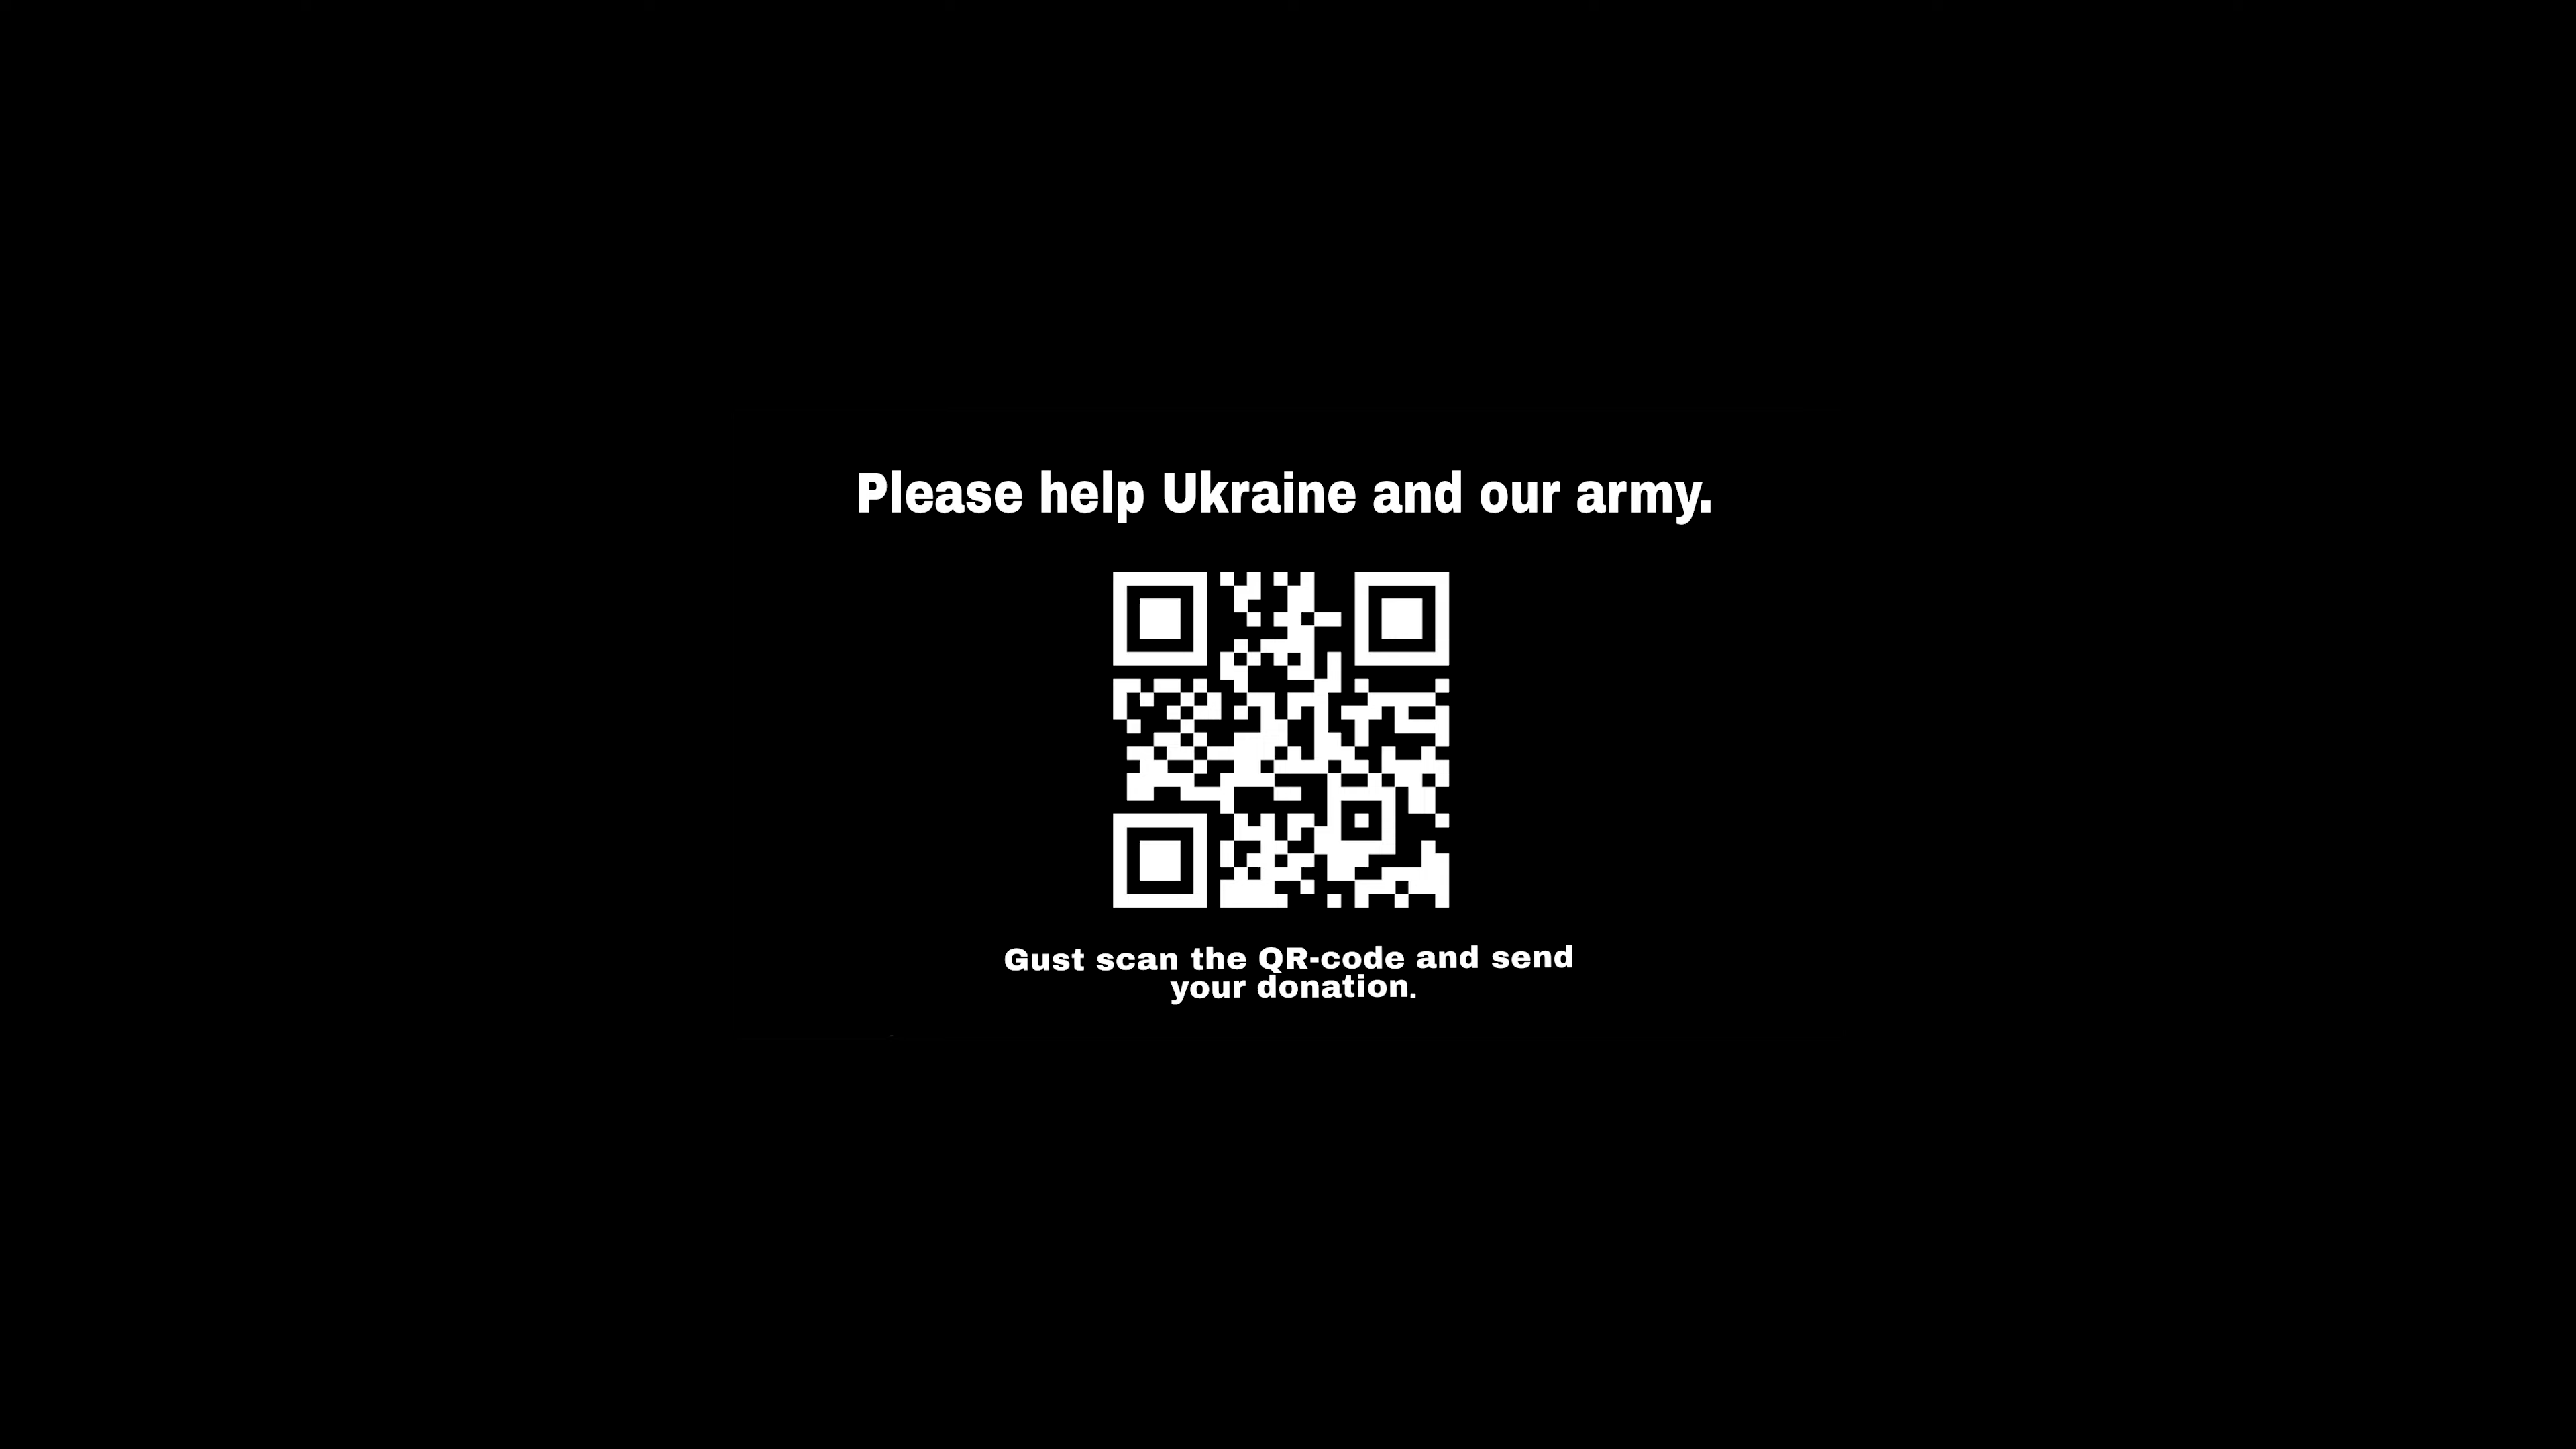 Please help Ukraine and our army.
Gust scan the QR-code and send
your donation.